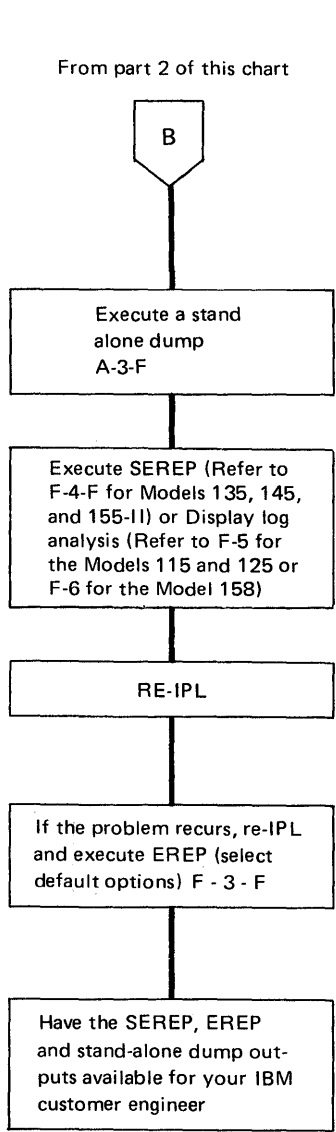 From part 2 of this chart
B
Execute a stand
alone dump
A-3-F
Execute SEREP (Refer to
F-4-F for Models 135, 145,
and 155-II) or Display log
analysis (Refer to F-5 for
the Models 115 and 125 or
F-6 for the Model 158)
RE-IPL
If the problem recurs, re-IPL
and execute EREP (select
default options) F - 3 - F
Have the SEREP, EREP
and stand-alone dump out-
puts available for your IBM
customer engineer